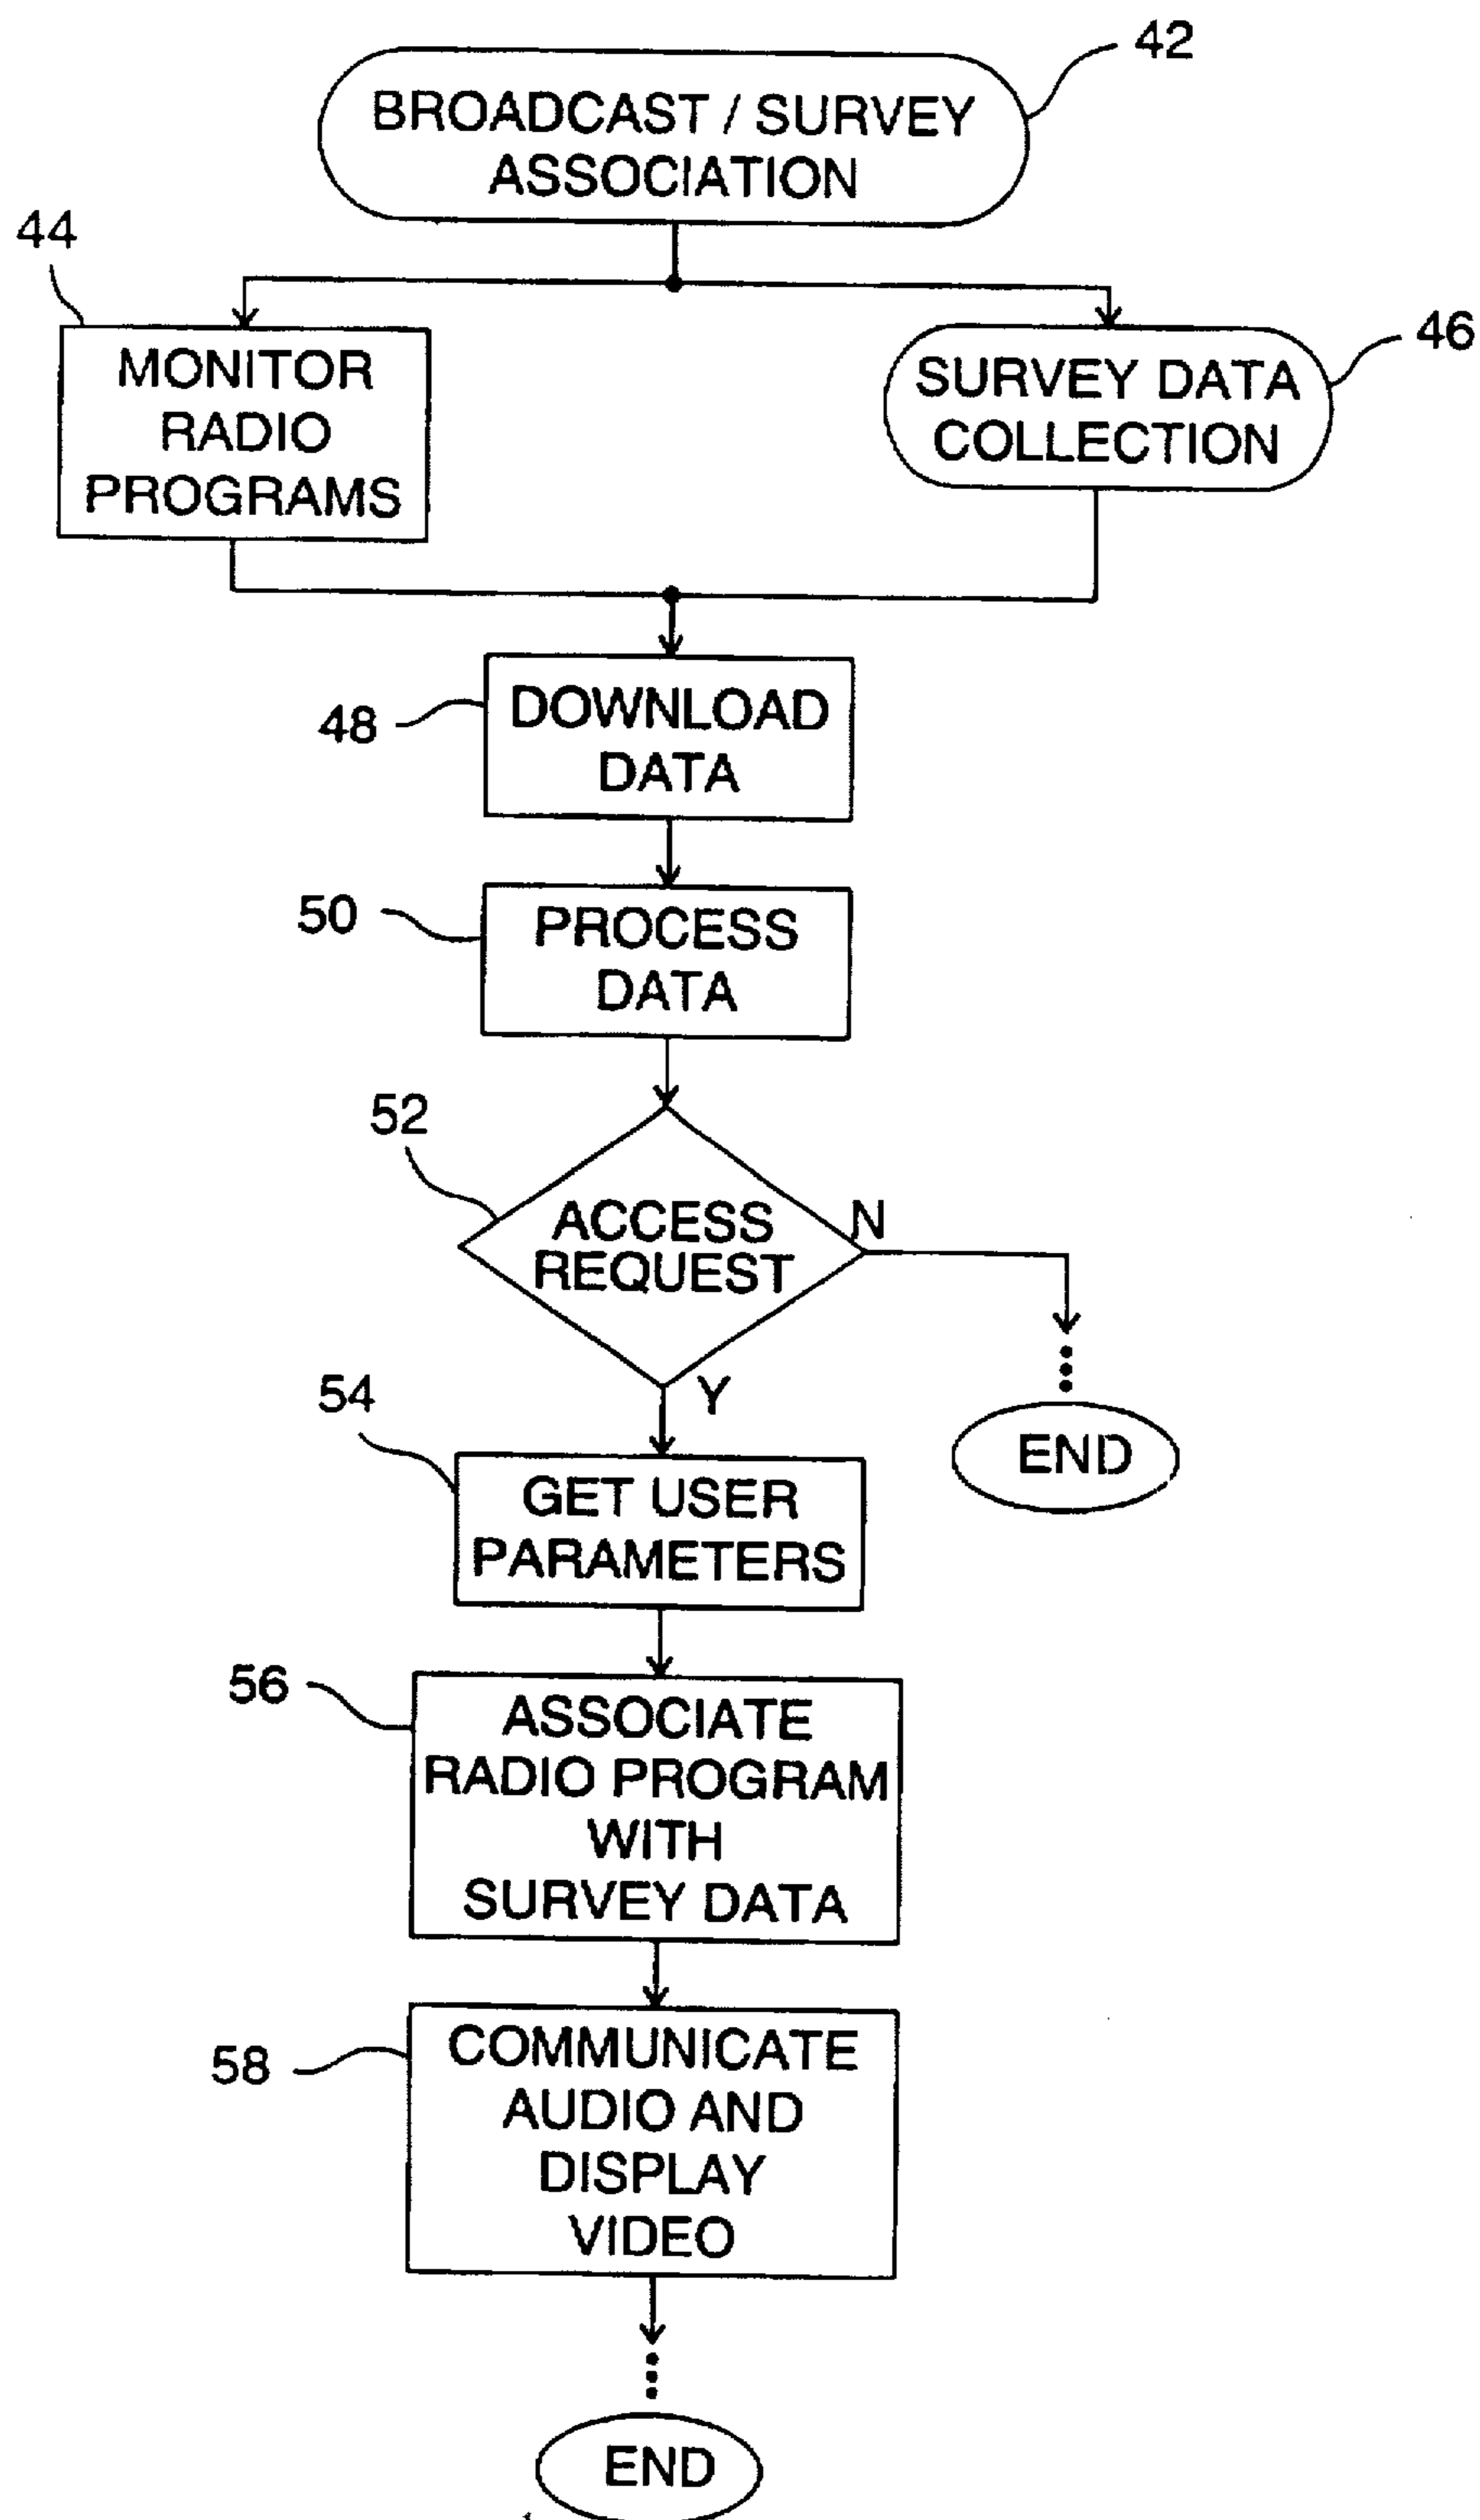 42
BROADCAST / SURVEY
ASSOCIATION
44
MONITOR
RADIO
PROGRAMS
46
SURVEY DATA
COLLECTION
48
DOWNLOAD
DATA
50
PROCESS
DATA
52
ACCESS
REQUEST
N
Y
END
54
GET USER
PARAMETERS
56
ASSOCIATE
RADIO PROGRAM
WITH
SURVEY DATA
58
COMMUNICATE
AUDIO AND
DISPLAY
VIDEO
END